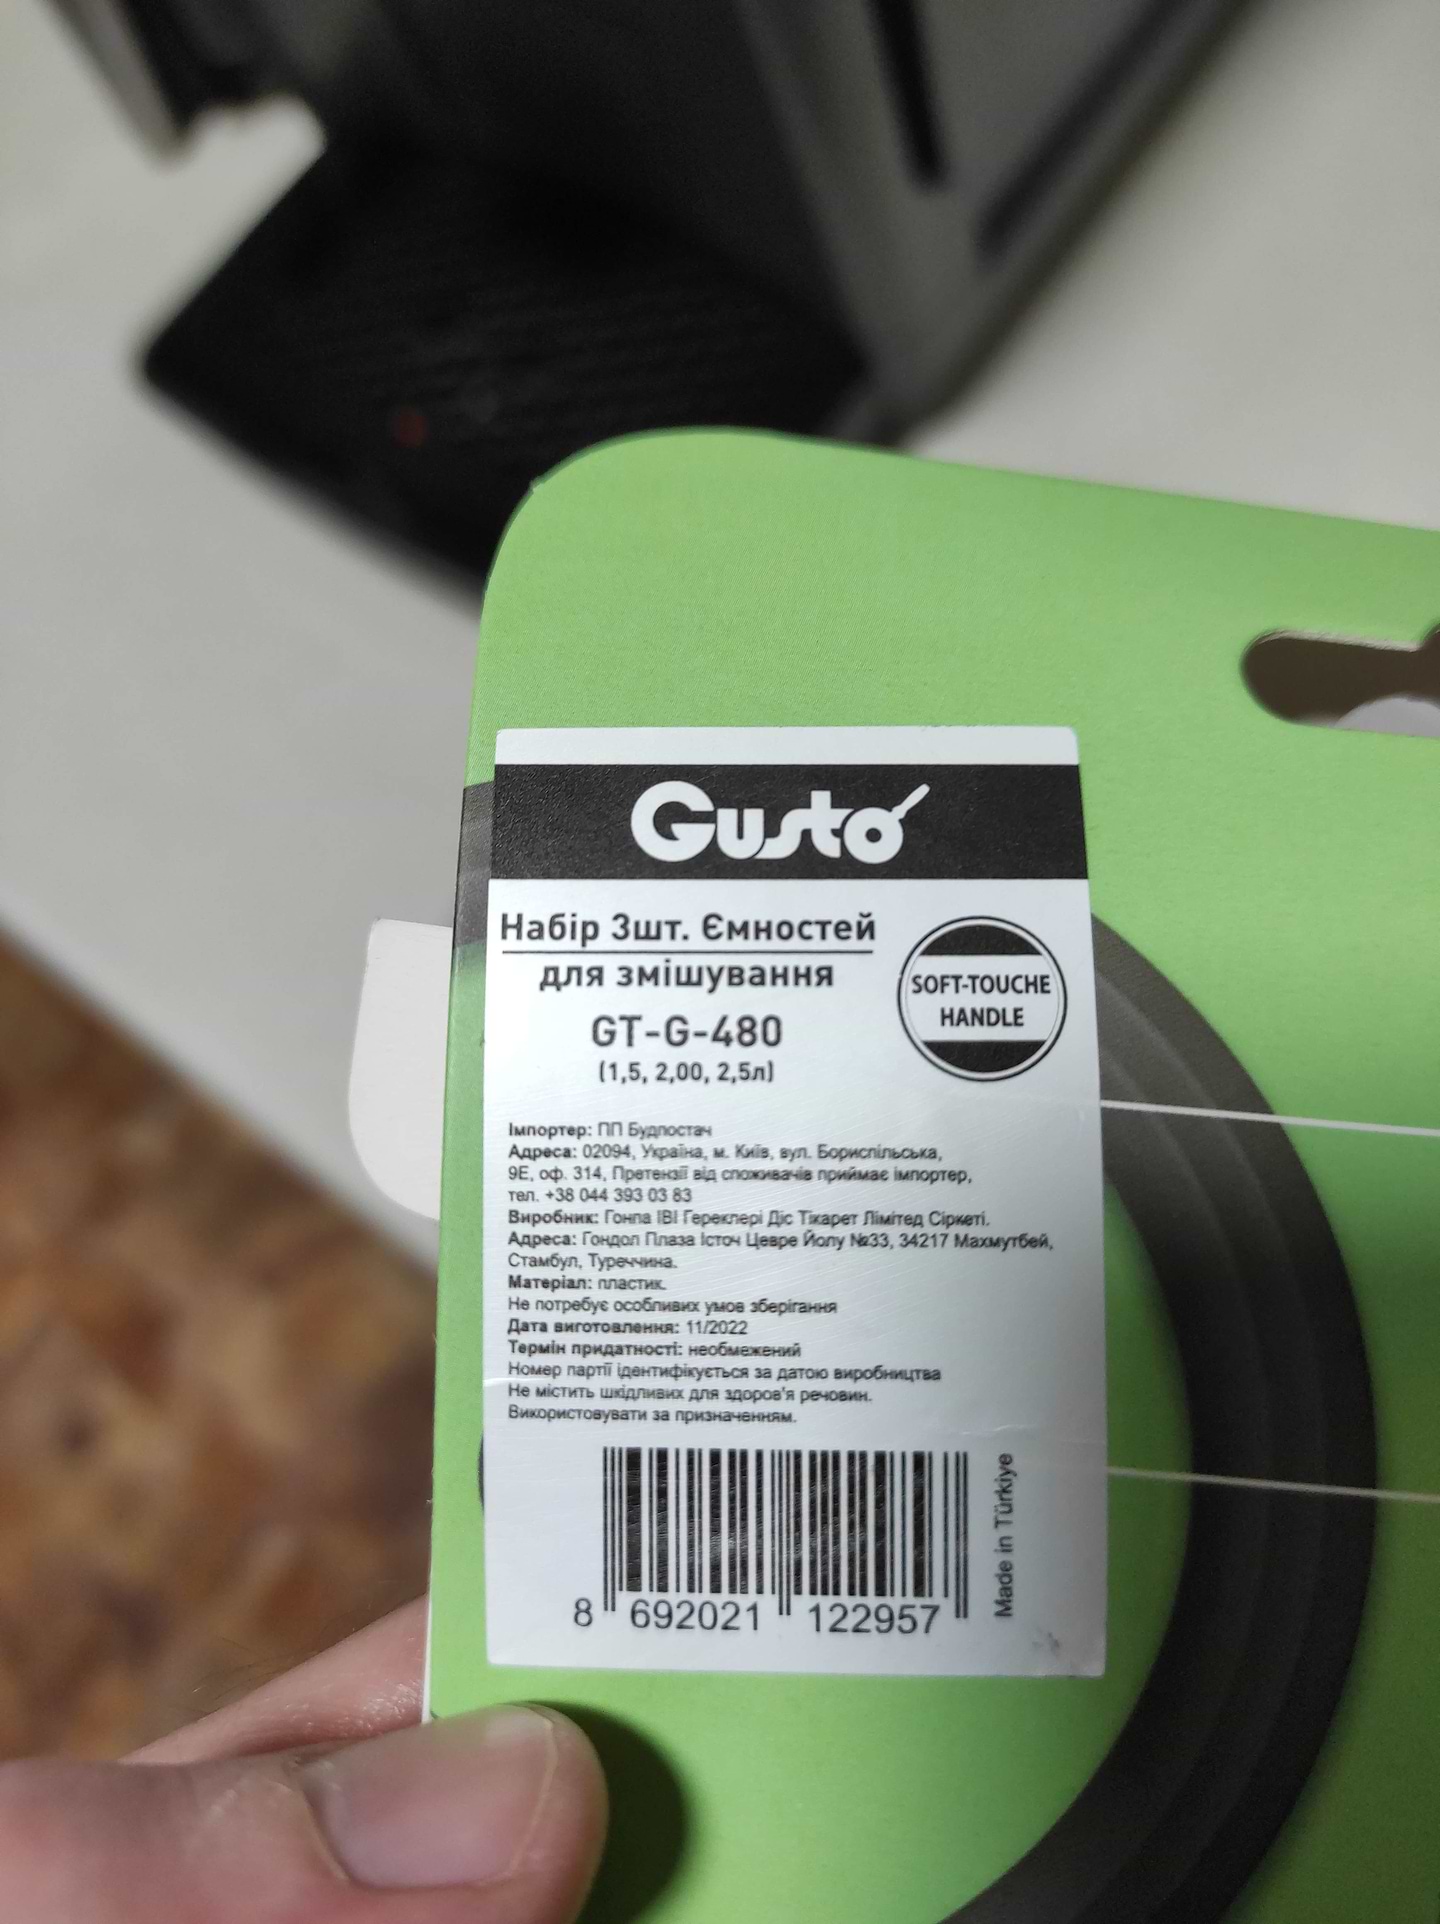 Gusto
Набір 3шт. Ємностей
для змішування
GT-G-480
(1,5, 2,00, 2,5л)
SOFT-TOUCHE
HANDLE
Імпортер: ПП Будпостач
Адреса: 02094, Україна, м. Київ, вул. Бориспільська,
9Е, оф. 314, Претензії від споживачів приймає імпортер,
тел. +38 044 393 03 83
Виробник: Гонпа ІВІ Гереклері Діс Тікарет Лімітед Сіркеті.
Адреса: Гондол Плаза Істоч Цевре Йолу №33, 34217 Махмутбей,
Стамбул, Туреччина.
Матеріал: пластик.
Не потребує особливих умов зберігання
Дата виготовлення: 11/2022
Термін придатності: необмежений
Номер партії ідентифікується за датою виробництва
Не містить шкідливих для здоров'я речовин.
Використовувати за призначенням.
8 692021 122957
Made in Türkiye